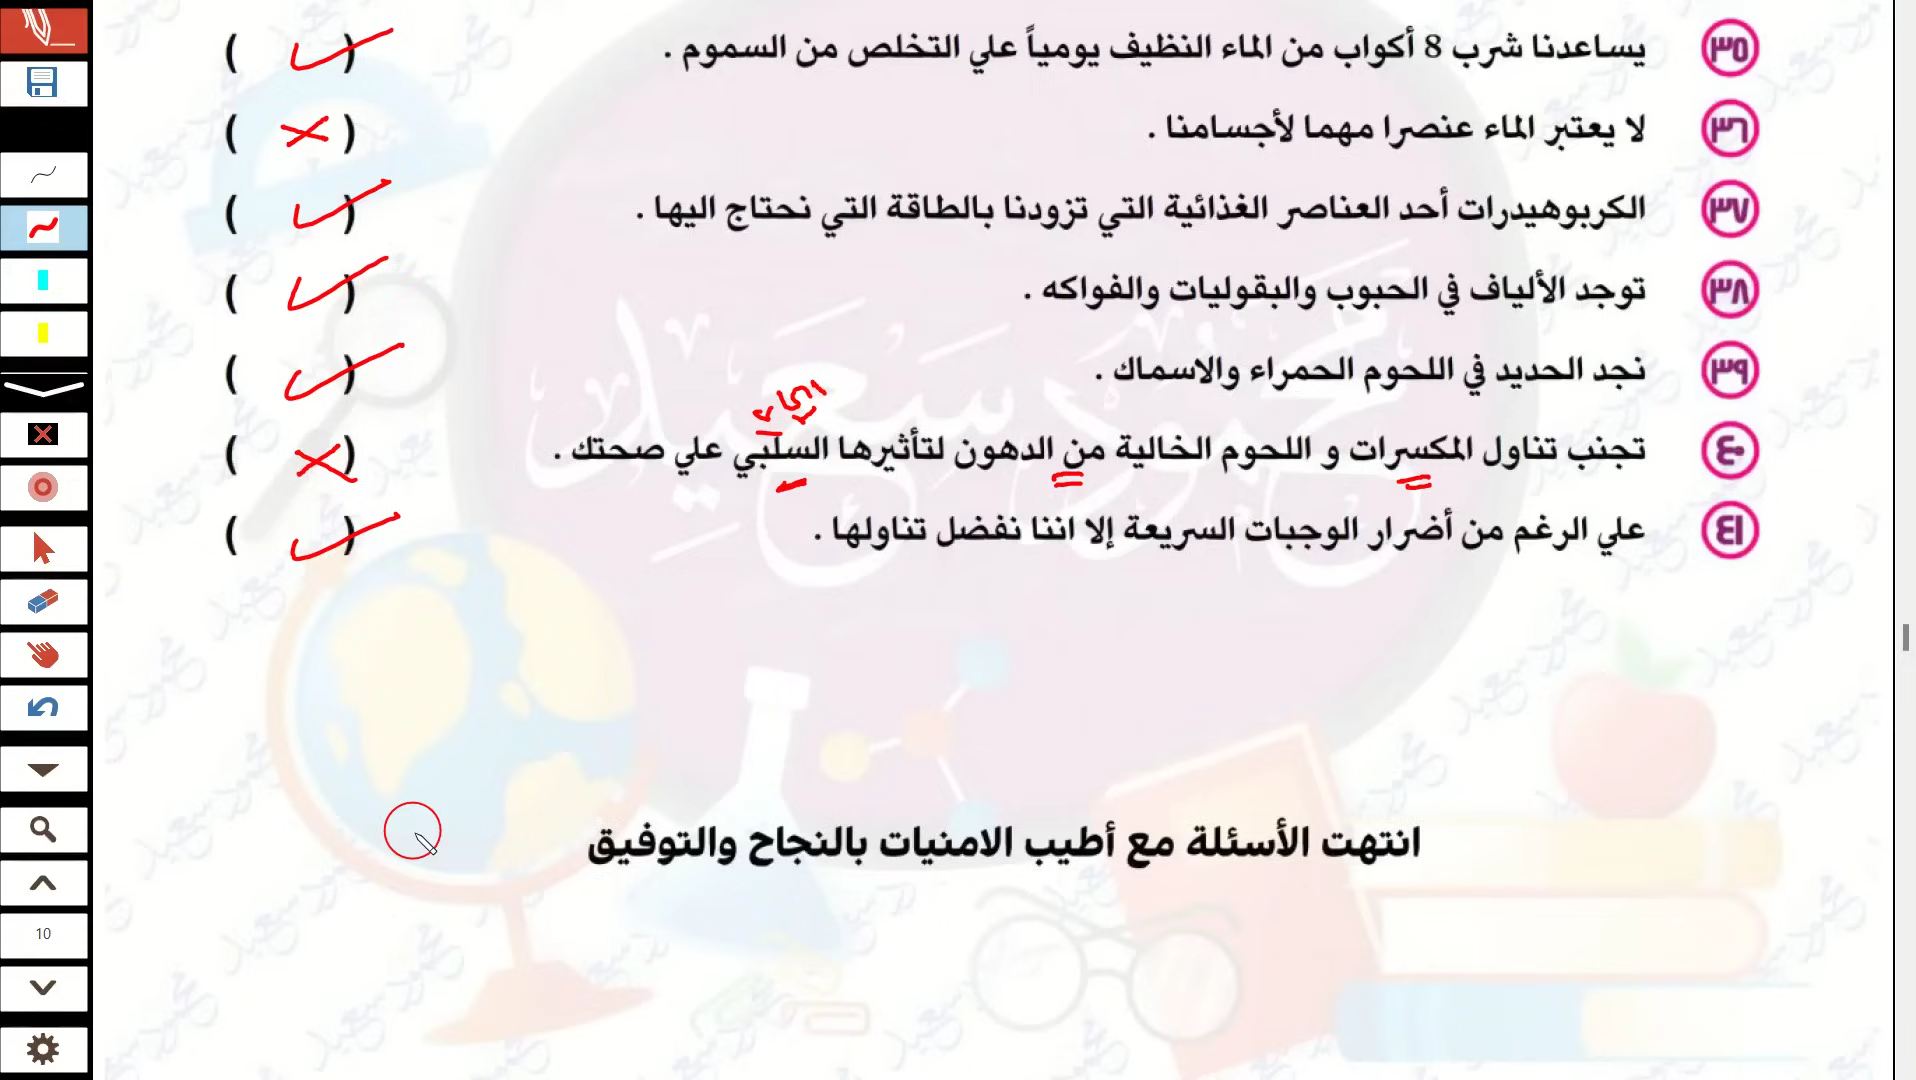 ٣٥ يساعدنا شرب 8 أكواب من الماء النظيف يومياً علي التخلص من السموم . ( ✓ )
٣٦ لا يعتبر الماء عنصرا مهما لأجسامنا . ( × )
٣٧ الكربوهيدرات أحد العناصر الغذائية التي تزودنا بالطاقة التي نحتاج اليها . ( ✓ )
٣٨ توجد الألياف في الحبوب والبقوليات والفواكه . ( ✓ )
٣٩ نجد الحديد في اللحوم الحمراء والاسماك . ( ✓ )
٤٠ تجنب تناول المكسرات و اللحوم الخالية من الدهون لتأثيرها السلبي علي صحتك . ( × )
٤١ علي الرغم من أضرار الوجبات السريعة إلا اننا نفضل تناولها . ( ✓ )
محمود سعيد
انتهت الأسئلة مع أطيب الامنيات بالنجاح والتوفيق
10